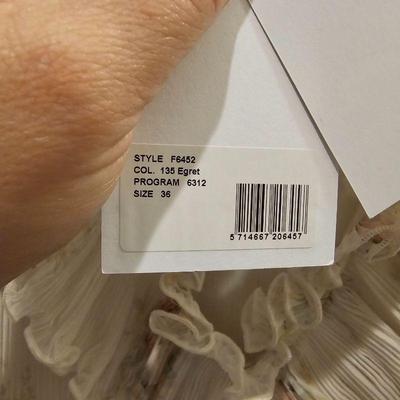 STYLE F6452
COL. 135 Egret
PROGRAM 6312
SIZE 36
5 714667 206457